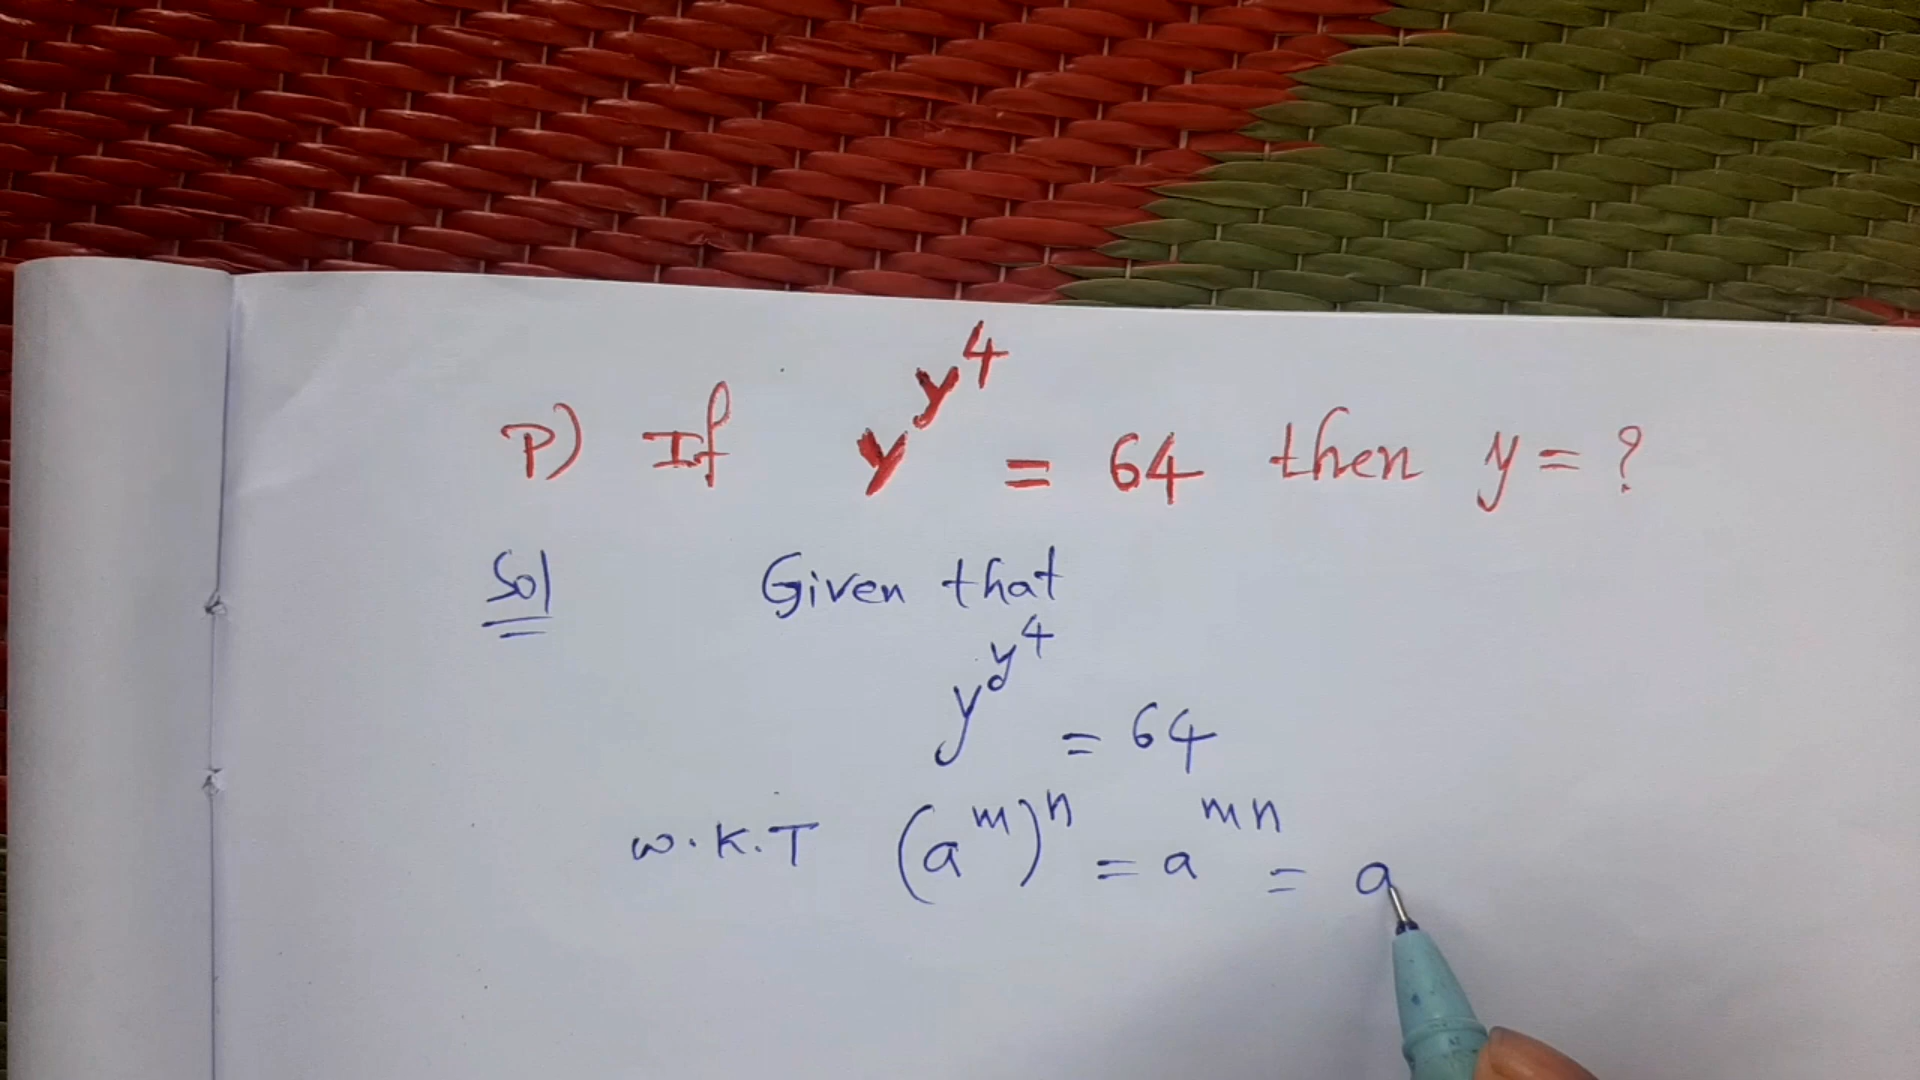 P) If y^y^4 = 64 then y = ?
Sol Given that
y^y^4 = 64
W.K.T (a^m)^n = a^mn = a